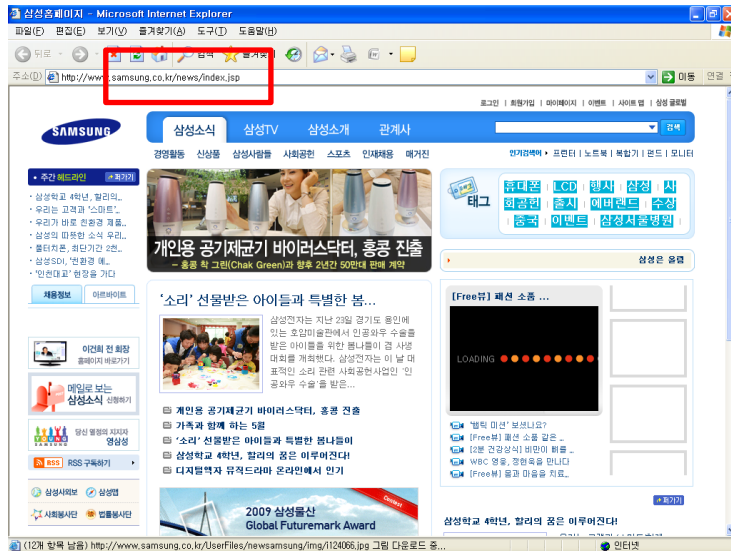 삼성홈페이지 - Microsoft Internet Explorer
파일(F) 편집(E) 보기(V) 즐겨찾기(A) 도구(T) 도움말(H)
뒤로 검색 즐겨찾기
주소(D) http://www.samsung.co.kr/news/index.jsp 이동 연결
로그인 | 회원가입 | 마이페이지 | 이벤트 | 사이트 맵 | 삼성 글로벌
SAMSUNG 삼성소식 삼성TV 삼성소개 관계사 검색
경영활동 신상품 삼성사람들 사회공헌 스포츠 인재채용 매거진
인기검색어 프린터 | 노트북 | 복합기 | 펀드 | 모니터
주간 헤드라인 퍼가기
· 삼성학교 4학년, 할리의..
· 우리는 고객과 '스마트'..
· 우리가 바로 친환경 제품..
· 삼성의 따뜻한 소식 우리..
· 풀터치폰, 최단기간 2천..
· 삼성SDI, '친환경 에..
· '인천대교' 현장을 가다
채용정보 아르바이트
이건희 전 회장
홈페이지 바로가기
메일로 보는
삼성소식 신청하기
YOUNG SAMSUNG
당신 열정의 지지자
영삼성
RSS RSS 구독하기
삼성사외보 삼성맵
사회봉사단 법률봉사단
개인용 공기제균기 바이러스닥터, 홍콩 진출
– 홍콩 착 그린(Chak Green)과 향후 2년간 50만대 판매 계약
'소리' 선물받은 아이들과 특별한 봄...
삼성전자는 지난 23일 경기도 용인에
있는 호암미술관에서 인공와우 수술을
받은 아이들을 위한 봄나들이 겸 사생
대회를 개최했다. 삼성전자는 이 날 대
표적인 소리 관련 사회공헌사업인 '인
공와우 수술'을 받은...
개인용 공기제균기 바이러스닥터, 홍콩 진출
가족과 함께 하는 5월
'소리' 선물받은 아이들과 특별한 봄나들이
삼성학교 4학년, 할리의 꿈은 이루어진다!
디지털액자 뮤직드라마 온라인에서 인기
2009 삼성물산
Global Futuremark Award
Contest
태그
휴대폰 | LCD | 행사 | 삼성 | 사
회공헌 | 출시 | 에버랜드 | 수상
| 중국 | 이벤트 | 삼성서울병원 |
삼성은 올림
[Free뷰] 패션 소품 ...
LOADING
'햅틱 미션' 보셨나요?
[Free뷰] 패션 소품 같은 ..
[2분 건강상식] 비만이 뼈를 ..
WBC 영웅, 정현욱을 만나다
[Free뷰] 몸과 마음을 치료..
퍼가기
삼성학교 4학년, 할리의 꿈은 이루어진다!
(12개 항목 남음) http://www.samsung.co.kr/UserFiles/newsamsung/img/i124066.jpg 그림 다운로드 중... 인터넷